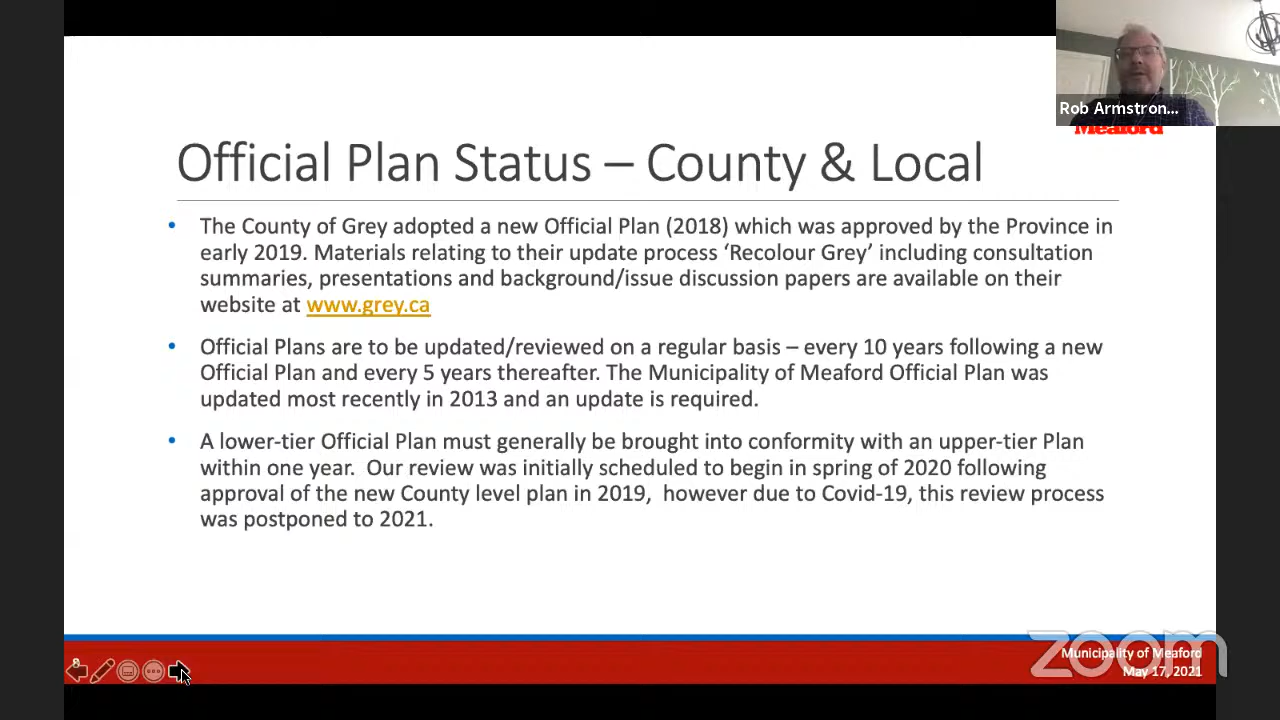 Rob Armstron...
Meaford
Official Plan Status – County & Local
• The County of Grey adopted a new Official Plan (2018) which was approved by the Province in
early 2019. Materials relating to their update process ‘Recolour Grey’ including consultation
summaries, presentations and background/issue discussion papers are available on their
website at www.grey.ca
• Official Plans are to be updated/reviewed on a regular basis – every 10 years following a new
Official Plan and every 5 years thereafter. The Municipality of Meaford Official Plan was
updated most recently in 2013 and an update is required.
• A lower-tier Official Plan must generally be brought into conformity with an upper-tier Plan
within one year.  Our review was initially scheduled to begin in spring of 2020 following
approval of the new County level plan in 2019,  however due to Covid-19, this review process
was postponed to 2021.
8
zoom
Municipality of Meaford
May 17, 2021